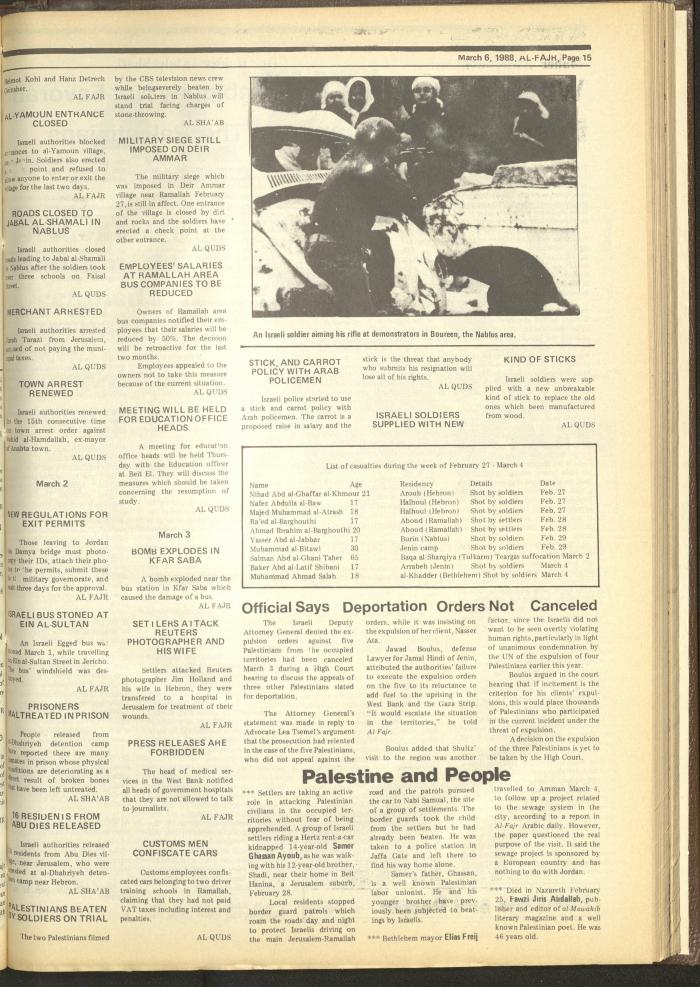 March 6, 1988, AL-FAJR, Page 15
Kohl and Hanz Detrech
AL FAJR
AL-YAMOUN ENTRANCE
CLOSED
Israeli authorities blocked
to al-Yamoun village,
Soldiers also erected
point and refused to
anyone to enter or exit the
village for the last two days.
AL FAJR
ROADS CLOSED TO
JABAL AL-SHAMALI IN
NABLUS
Israeli authorities closed
leading to Jabal al-Shamali
Nablus after the soldiers took
over three schools on Faisal
Street.
AL QUDS
MERCHANT ARRESTED
Israeli authorities arrested
Tarazi from Jerusalem,
of not paying the
taxes.
AL QUDS
TOWN ARREST
RENEWED
Israeli authorities renewed
the 15th consecutive time
town arrest order against
al-Hamdallah, ex-mayor
Anabta town.
AL QUDS
March 2
NEW REGULATIONS FOR
EXIT PERMITS
Those leaving to Jordan
Damya bridge must
their IDs, attach their
to the permits, submit these
military governorate, and
three days for the approval.
AL FAJR
ISRAELI BUS STONED AT
EIN AL-SULTAN
An Israeli Egged bus was
March 1, while travelling
Ein al-Sultan Street in Jericho.
bus' windshield was
AL FAJR
PRISONERS
MALTREATED IN PRISON
People released from
al-Dhahriyeh detention camp
reported there are many
inmates in prison whose physical
conditions are deteriorating as a
direct result of broken bones
have been left untreated.
AL SHA'AB
RESIDENTS FROM
ABU DIES RELEASED
Israeli authorities released
residents from Abu Dies
near Jerusalem, who were
at al-Dhahriyeh
camp near Hebron.
AL SHA'AB
PALESTINIANS BEATEN
BY SOLDIERS ON TRIAL
The two Palestinians filmed
by the CBS television news crew
while beingseverely beaten by
Israeli soldiers in Nablus will
stand trial facing charges of
stone-throwing.
AL SHA'AB
MILITARY SIEGE STILL
IMPOSED ON DEIR
AMMAR
The military siege which
was imposed in Deir Ammar
village near Ramallah February
27, is still in affect. One entrance
of the village is closed by dirt
and rocks and the soldiers have
erected a check point at the
other entrance.
AL QUDS
EMPLOYEES' SALARIES
AT RAMALLAH AREA
BUS COMPANIES TO BE
REDUCED
Owners of Ramallah area
bus companies notified their em-
ployees that their salaries will be
reduced by 50%. The decision
will be retroactive for the last
two months.
Employees appealed to the
owners not to take this measure
because of the current situation.
AL QUDS
MEETING WILL BE HELD
FOR EDUCATION OFFICE
HEADS
A meeting for education
office heads will be held Thurs-
day with the Education officer
at Beit El. They will discuss the
measures which should be taken
concerning the resumption of
study.
AL QUDS
March 3
BOMB EXPLODES IN
KFAR SABA
A bomb exploded near the
bus station in Kfar Saba which
caused the damage of a bus.
AL FAJR
SETTLERS ATTACK
REUTERS
PHOTOGRAPHER AND
HIS WIFE
Settlers attacked Reuters
photographer Jim Holland and
his wife in Hebron, they were
transfered to a hospital in
Jerusalem for treatment of their
wounds.
AL FAJR
PRESS RELEASES ARE
FORBIDDEN
The head of medical ser-
vices in the West Bank notified
all heads of government hospitals
that they are not allowed to talk
to journalists.
AL FAJR
CUSTOMS MEN
CONFISCATE CARS
Customs employees confis-
cated cars belonging to two driver
training schools in Ramallah,
claiming that they had not paid
VAT taxes including interest and
penalties.
AL QUDS
An Israeli soldier aiming his rifle at demonstrators in Boureen, the Nablus area.
STICK, AND CARROT
POLICY WITH ARAB
POLICEMEN
Israeli police started to use
a stick and carrot policy with
Arab policemen. The carrot is a
proposed raise in salary and the
stick is the threat that anybody
who submits his resignation will
lose all of his rights.
AL QUDS
ISRAELI SOLDIERS
SUPPLIED WITH NEW
KIND OF STICKS
Israeli soldiers were sup-
plied with a new unbreakable
kind of stick to replace the old
ones which been manufactured
from wood.
AL QUDS
List of casualties during the week of February 27 - March 4
Name Age Residency Details Date
Nihad Abd al-Ghaffar al-Khmour 21 Aroub (Hebron) Shot by soldiers Feb. 27
Nafez Abdulla al-Baw 17 Halhoul (Hebron) Shot by soldiers Feb. 27
Majed Muhammad al-Atrash 18 Halhoul (Hebron) Shot by soldiers Feb. 27
Ra'ed al-Barghouthi 17 Aboud (Ramallah) Shot by settlers Feb. 28
Ahmad Ibrahim al-Barghouthi 20 Aboud (Ramallah) Shot by settlers Feb. 28
Yasser Abd al-Jabbar 17 Burin (Nablus) Shot by soldiers Feb. 29
Muhammad al-Bitawi 30 Jenin camp Shot by soldiers Feb. 29
Salman Abd al-Ghani Taher 65 Baqa al-Sharqiya (Tulkarm) Teargas suffocation March 2
Baker Abd al-Latif Shibani 17 Arrabeh (Jenin) Shot by soldiers March 4
Muhammad Ahmad Salah 18 al-Khadder (Bethlehem) Shot by soldiers March 4
Official Says Deportation Orders Not Canceled
The Israeli Deputy
Attorney General denied the ex-
pulsion orders against five
Palestinians from the occupied
territories had been canceled
March 3 during a High Court
hearing to discuss the appeals of
three other Palestinians slated
for deportation.
The Attorney General's
statement was made in reply to
Advocate Lea Tsemel's argument
that the prosecution had relented
in the case of the five Palestinians,
who did not appeal against the
orders, while it was insisting on
the expulsion of her client, Nasser
Ata.
Jawad Boulus, defense
Lawyer for Jamal Hindi of Jenin,
attributed the authorities' failure
to execute the expulsion orders
on the five to its reluctance to
add fuel to the uprising in the
West Bank and the Gaza Strip.
"It would escalate the situation
in the territories," he told
Al-Fajr.
Boulus added that Shultz'
visit to the region was another
factor, since the Israelis did not
want to be seen overtly violating
human rights, particularly in light
of unanimous condemnation by
the UN of the expulsion of four
Palestinians earlier this year.
Boulus argued in the court
hearing that if incitement is the
criterion for his clients' expul-
sions, this would place thousands
of Palestinians who participated
in the current incident under the
threat of expulsion.
A decision on the expulsion
of the three Palestinians is yet to
be taken by the High Court.
Palestine and People
*** Settlers are taking an active
role in attacking Palestinian
civilians in the occupied ter-
ritories without fear of being
apprehended. A group of Israeli
settlers riding a Hertz rent-a-car
kidnapped 14-year-old Samer
Ghassan Ayoub, as he was walk-
ing with his 12-year-old brother,
Shadi, near their home in Beit
Hanina, a Jerusalem suburb,
February 28.
Local residents stopped
border guard patrols which
roam the roads day and night
to protect Israelis driving on
the main Jerusalem-Ramallah
road and the patrols pursued
the car to Nabi Samual, the site
of a group of settlements. The
border guards took the child
from the settlers but he had
already been beaten. He was
taken to a police station in
Jaffa Gate and left there to
find his way home alone.
Samer's father, Ghassan,
is a well known Palestinian
labor unionist. He and his
younger brother have prev-
iously been subjected to beat-
ings by Israelis.
*** Bethlehem mayor Elias Freij
travelled to Amman March 4,
to follow up a project related
to the sewage system in the
city, according to a report in
Al-Fajr Arabic daily. However,
the paper questioned the real
purpose of the visit. It said the
sewage project is sponsored by
a European country and has
nothing to do with Jordan.
*** Died in Nazareth February
25, Fawzi Jiris Abdallah, pub-
lisher and editor of al-Mawakib
literary magazine and a well
known Palestinian poet. He was
46 years old.